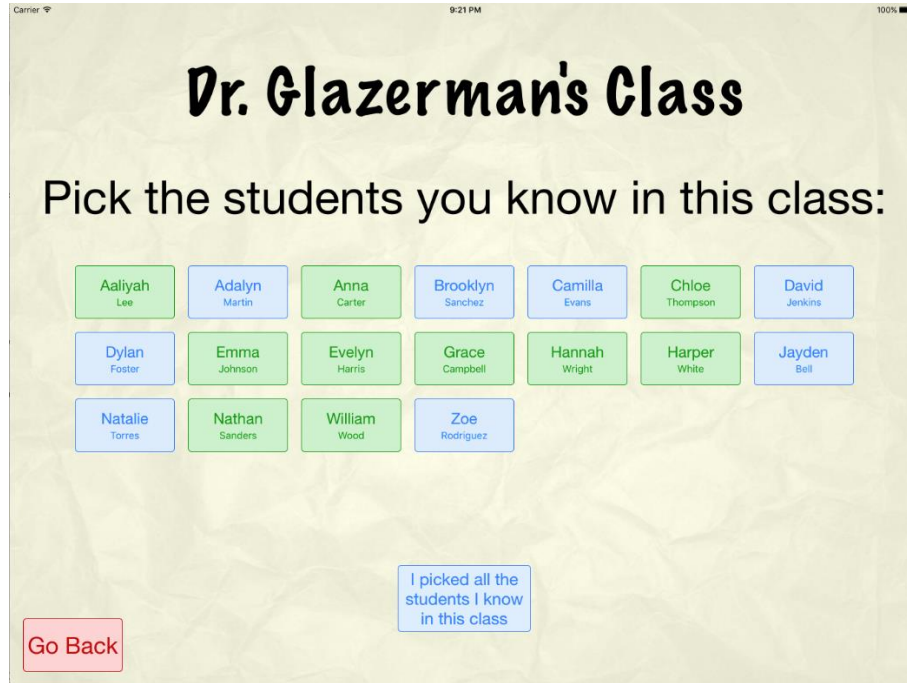 Carrier 9:21 PM 100%
Dr. Glazerman's Class
Pick the students you know in this class:
Aaliyah Adalyn Anna Brooklyn Camilla Chloe David
Lee Martin Carter Sanchez Evans Thompson Jenkins
Dylan Emma Evelyn Grace Hannah Harper Jayden
Foster Johnson Harris Campbell Wright White Bell
Natalie Nathan William Zoe
Torres Sanders Wood Rodriguez
I picked all the
students I know
in this class
Go Back